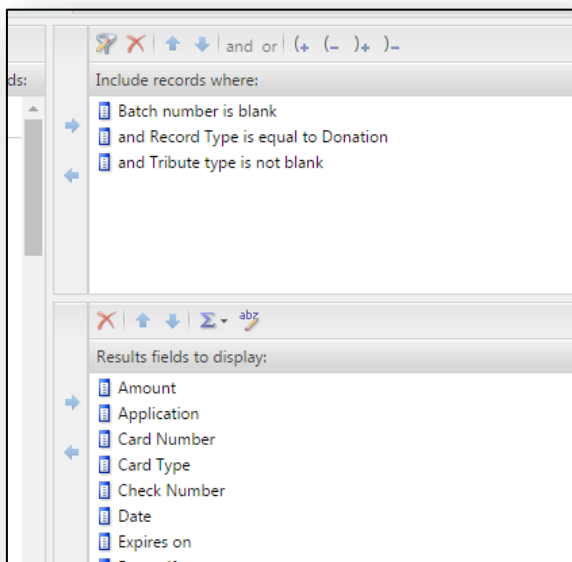 and or (+ (- )+ )-
ds:
Include records where:
Batch number is blank
and Record Type is equal to Donation
and Tribute type is not blank
Σ abz
Results fields to display:
Amount
Application
Card Number
Card Type
Check Number
Date
Expires on